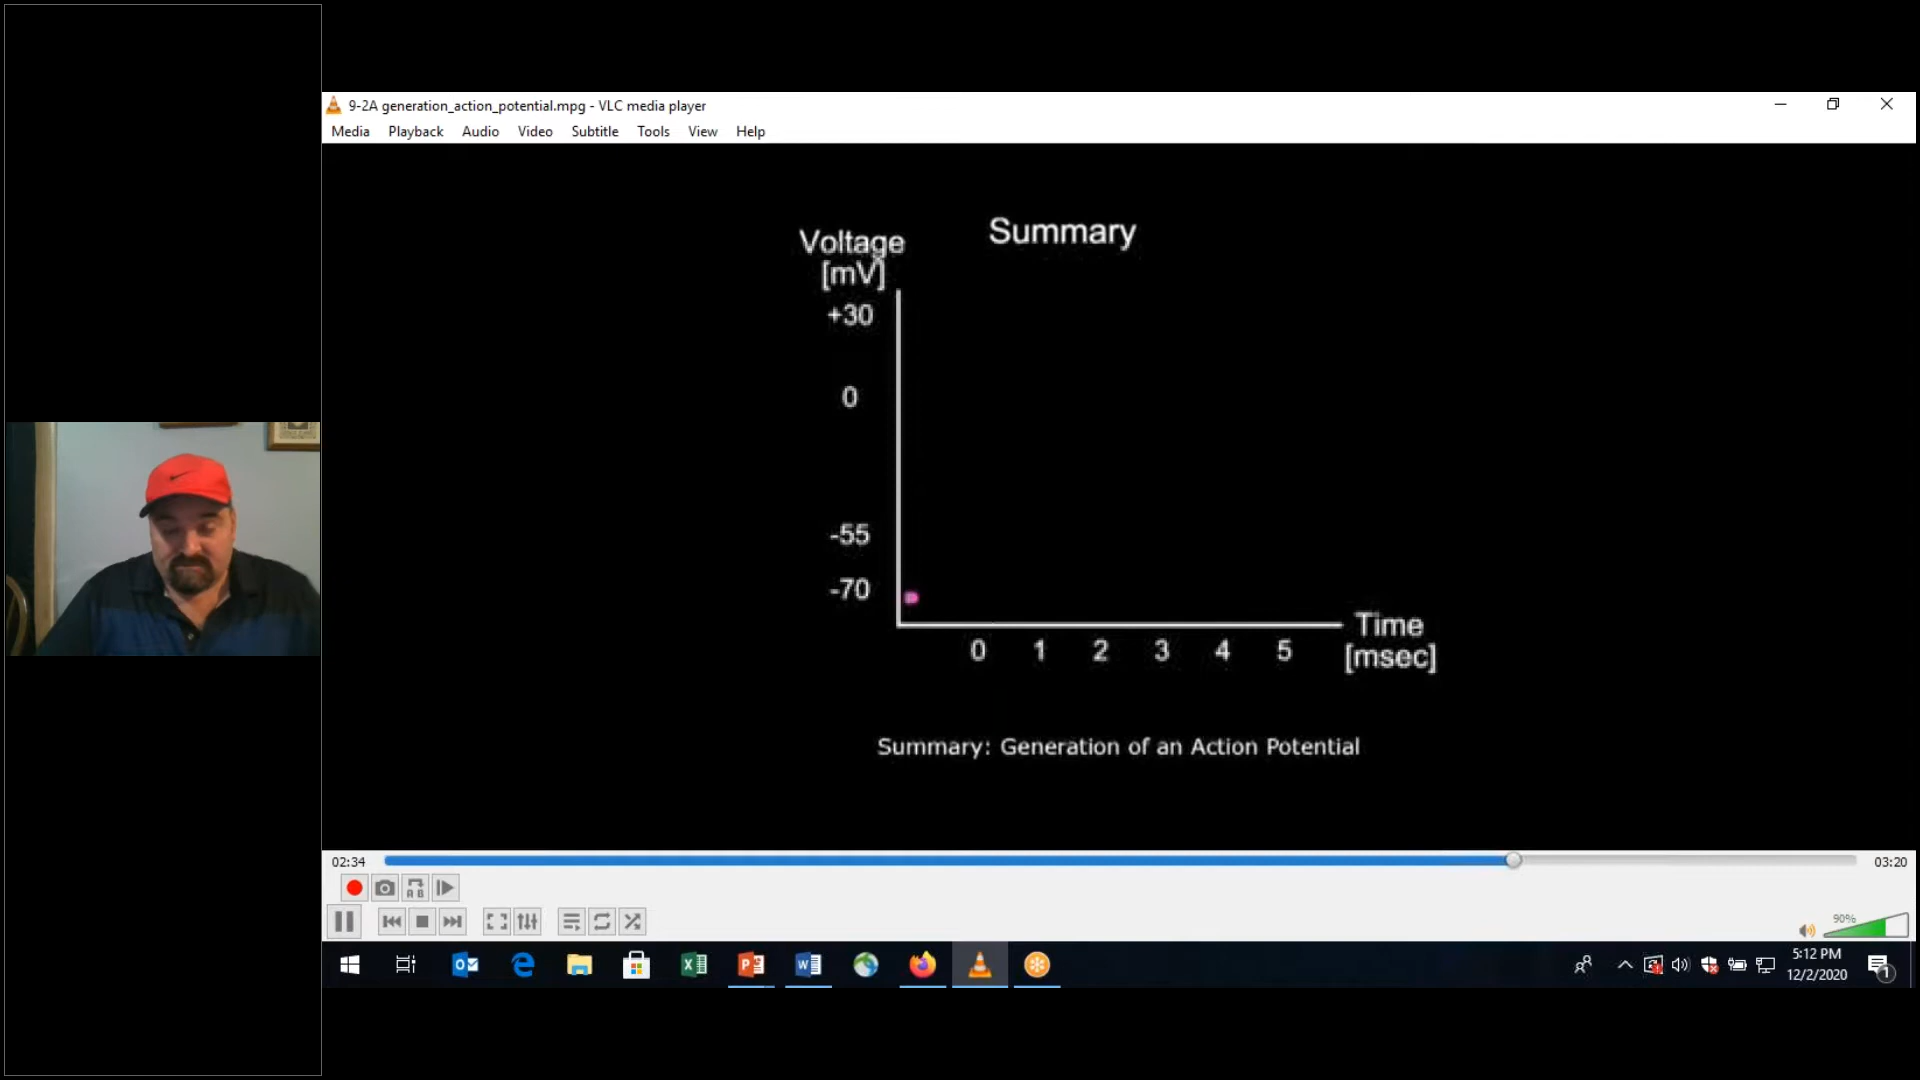 9-2A generation_action_potential.mpg - VLC media player
Media Playback Audio Video Subtitle Tools View Help
Summary
Voltage
[mV]
+30
0
-55
-70
0 1 2 3 4 5
Time
[msec]
Summary: Generation of an Action Potential
02:34
03:20
90%
5:12 PM
12/2/2020
1